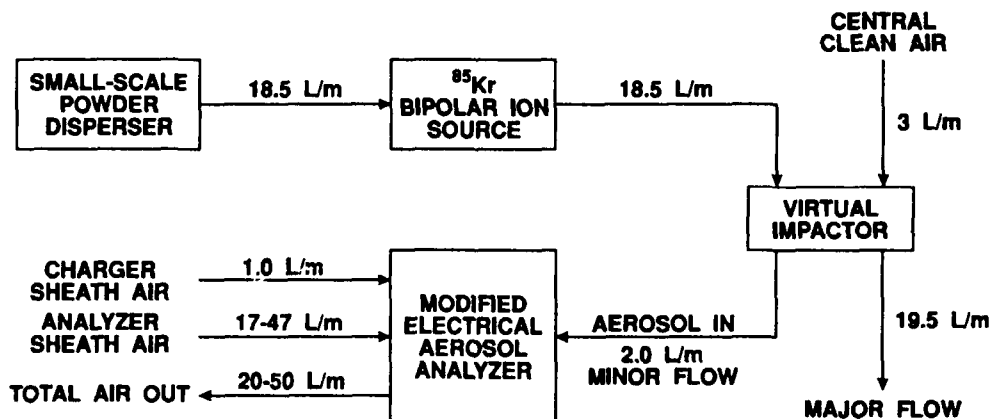 CENTRAL
CLEAN AIR
SMALL-SCALE
POWDER
DISPERSER
18.5 L/m
⁸⁵Kr
BIPOLAR ION
SOURCE
18.5 L/m
3 L/m
VIRTUAL
IMPACTOR
CHARGER
SHEATH AIR
1.0 L/m
ANALYZER
SHEATH AIR
17-47 L/m
TOTAL AIR OUT
20-50 L/m
MODIFIED
ELECTRICAL
AEROSOL
ANALYZER
AEROSOL IN
2.0 L/m
MINOR FLOW
19.5 L/m
MAJOR FLOW